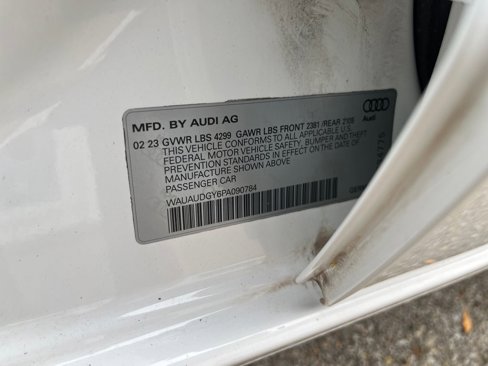 MFD. BY AUDI AG
Audi
02 23 GVWR LBS 4299 GAWR LBS FRONT 2381 /REAR 2105
THIS VEHICLE CONFORMS TO ALL APPLICABLE U.S.
FEDERAL MOTOR VEHICLE SAFETY, BUMPER AND THEFT
PREVENTION STANDARDS IN EFFECT ON THE DATE OF
MANUFACTURE SHOWN ABOVE
PASSENGER CAR
WAUAUDGY6PA090784